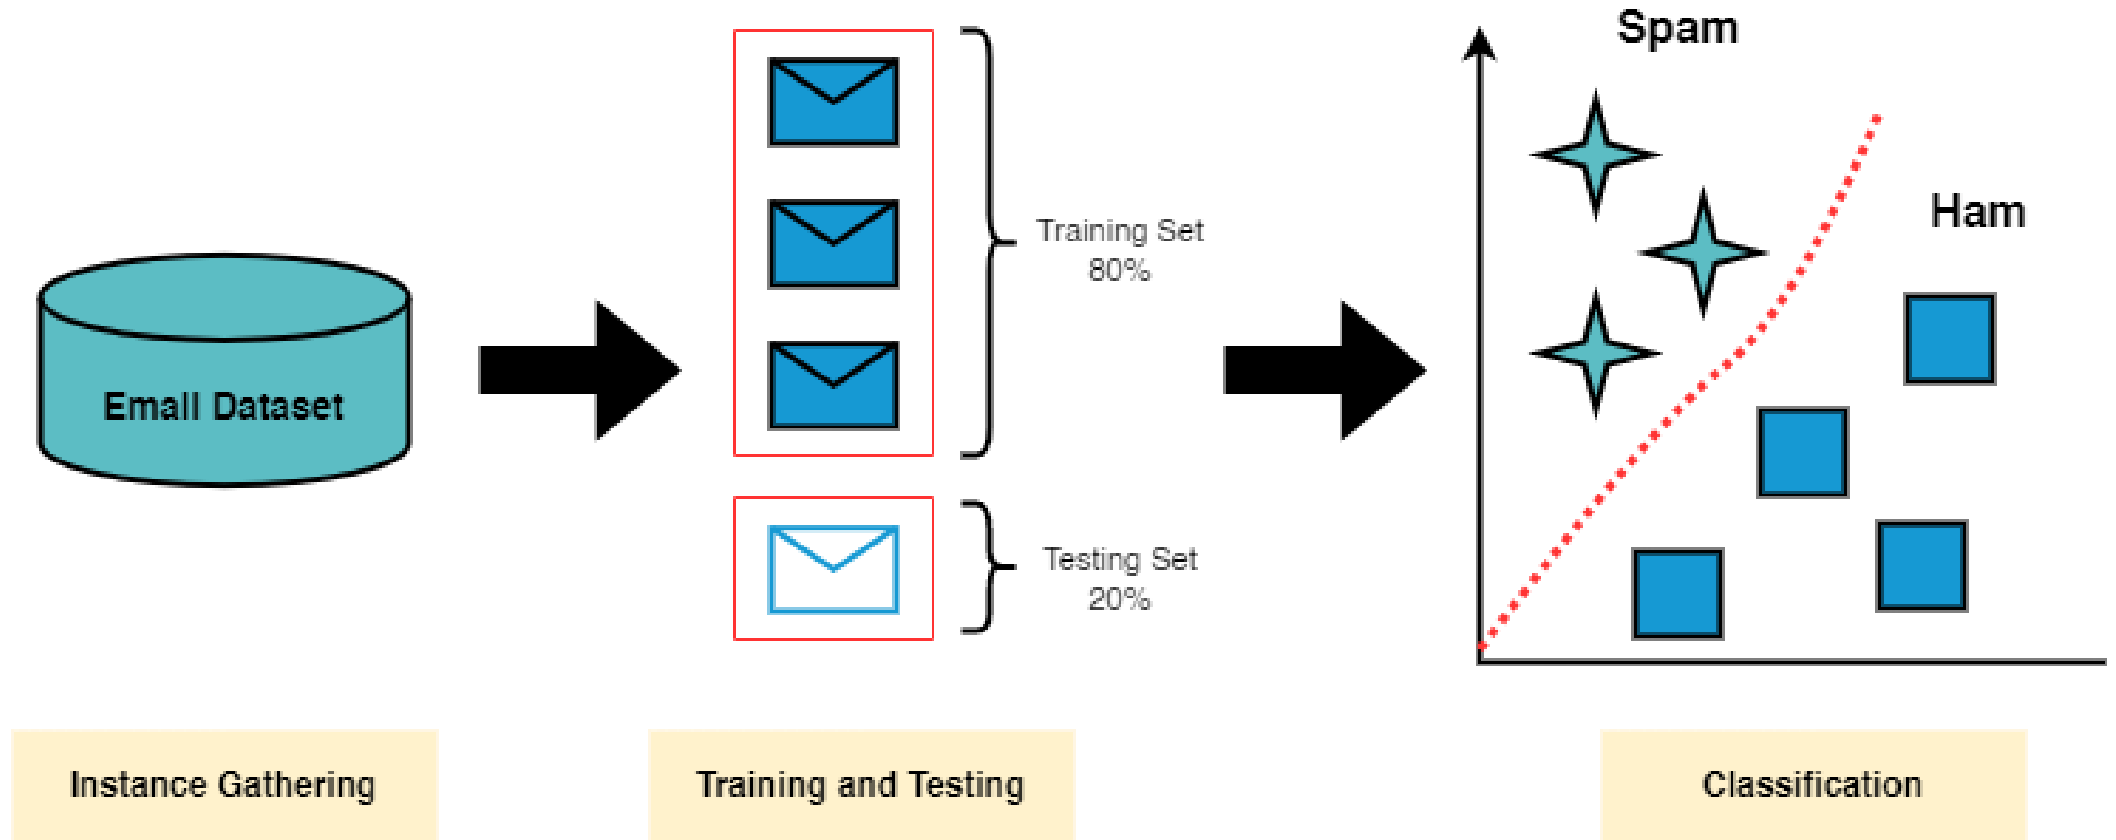 Spam
Ham
Training Set
80%
Email Dataset
Testing Set
20%
Instance Gathering
Training and Testing
Classification